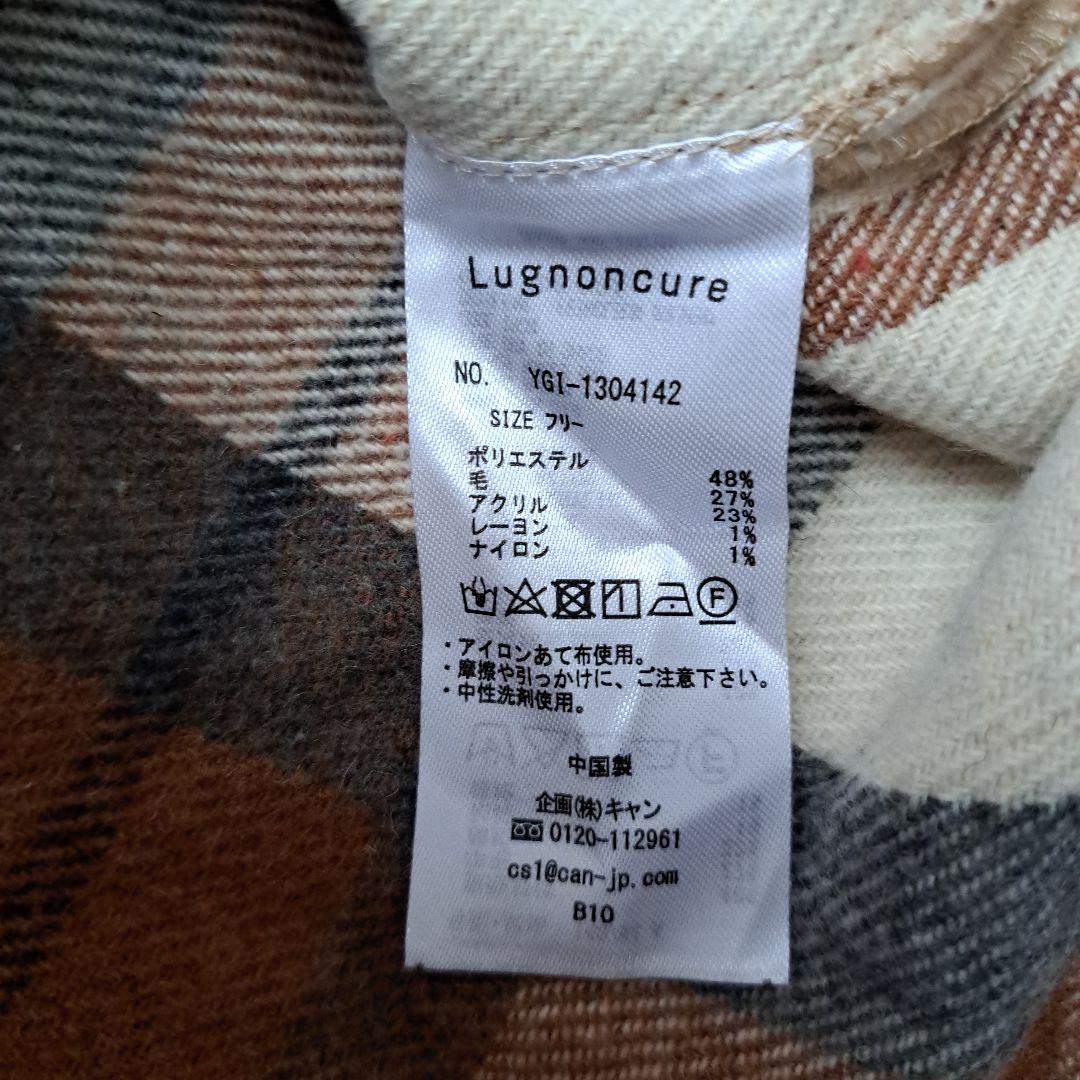 Lugnoncure
NO. YGI-1304142
SIZE フリー
ポリエステル 48%
毛 27%
アクリル 23%
レーヨン 1%
ナイロン 1%
F
・アイロンあて布使用。
・摩擦や引っかけに、ご注意下さい。
・中性洗剤使用。
中国製
企画(株)キャン
0120-112961
cs1@can-jp.com
B10